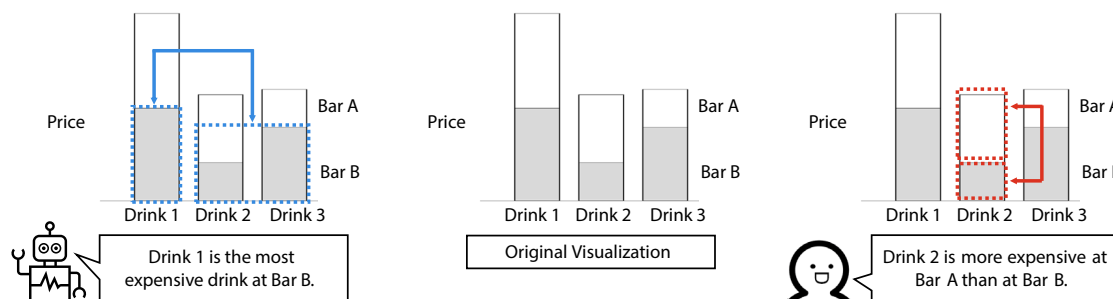 Price
Bar A
Bar B
Drink 1
Drink 2
Drink 3
Drink 1 is the most
expensive drink at Bar B.
Price
Bar A
Bar B
Drink 1
Drink 2
Drink 3
Original Visualization
Price
Bar A
Bar
Drink 1
Drink 2
Drink 3
Drink 2 is more expensive at
Bar A than at Bar B.